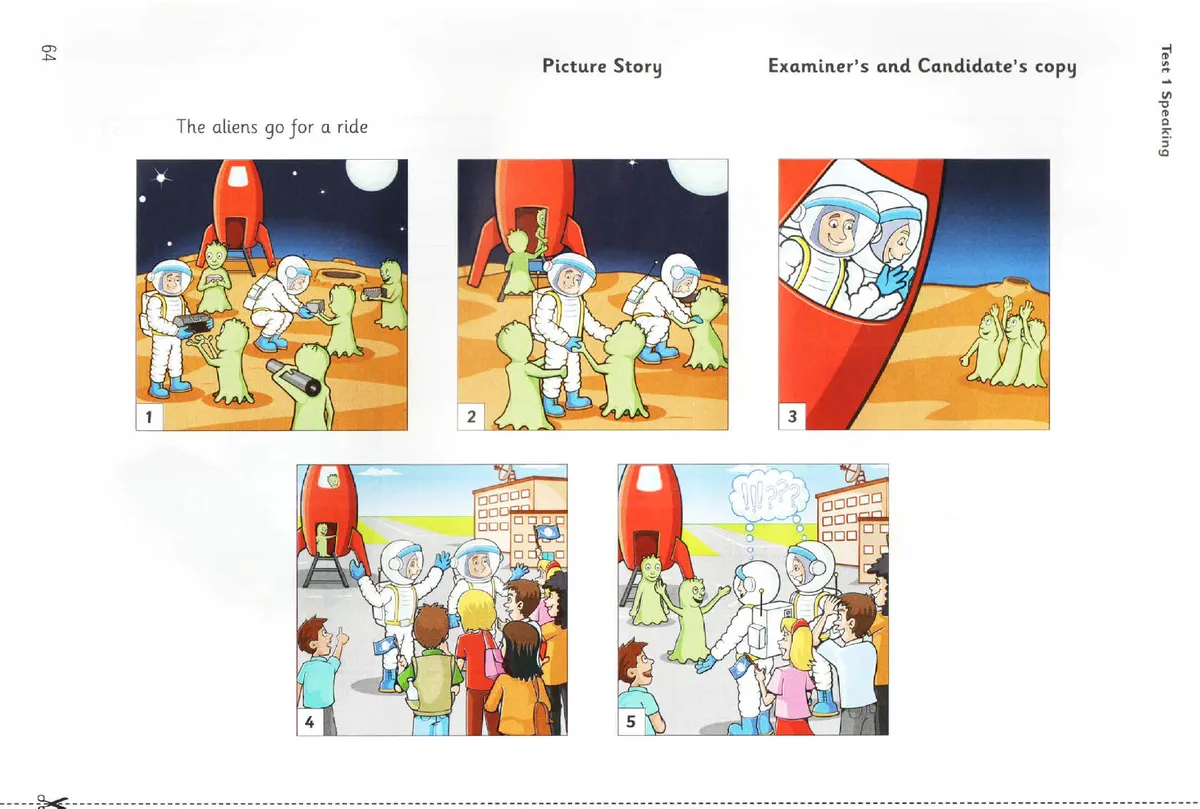 64
Picture Story
Examiner's and Candidate's copy
Test 1 Speaking
The aliens go for a ride
1
2
3
4
!!!???
5